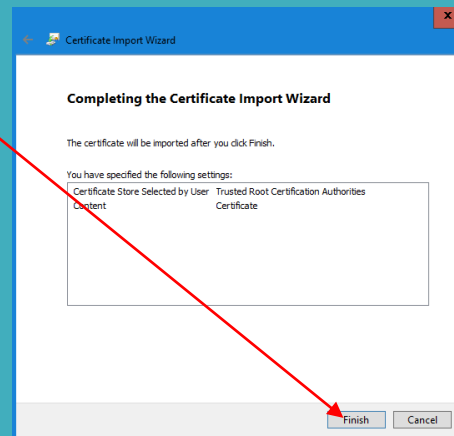 x
Certificate Import Wizard
Completing the Certificate Import Wizard
The certificate will be imported after you click Finish.
You have specified the following settings:
Certificate Store Selected by User Trusted Root Certification Authorities
Content Certificate
Finish Cancel